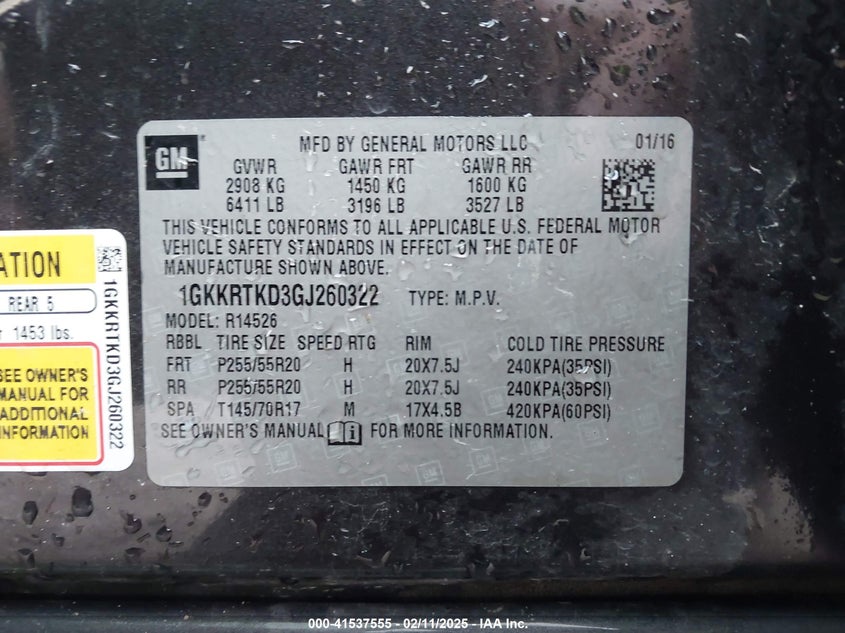 GM
MFD BY GENERAL MOTORS LLC 01/16
GVWR GAWR FRT GAWR RR
2908 KG 1450 KG 1600 KG
6411 LB 3196 LB 3527 LB
THIS VEHICLE CONFORMS TO ALL APPLICABLE U.S. FEDERAL MOTOR
VEHICLE SAFETY STANDARDS IN EFFECT ON THE DATE OF
MANUFACTURE SHOWN ABOVE.
1GKKRTKD3GJ260322 TYPE: M.P.V.
MODEL: R14526
RBBL TIRE SIZE SPEED RTG RIM COLD TIRE PRESSURE
FRT P255/55R20 H 20X7.5J 240KPA(35PSI)
RR P255/55R20 H 20X7.5J 240KPA(35PSI)
SPA T145/70R17 M 17X4.5B 420KPA(60PSI)
SEE OWNER'S MANUAL FOR MORE INFORMATION.
ATION
REAR 5
r 1453 lbs.
SEE OWNER'S
MANUAL FOR
ADDITIONAL
INFORMATION
1GKKRTKD3GJ260322
000-41537555 - 02/11/2025 - IAA Inc.